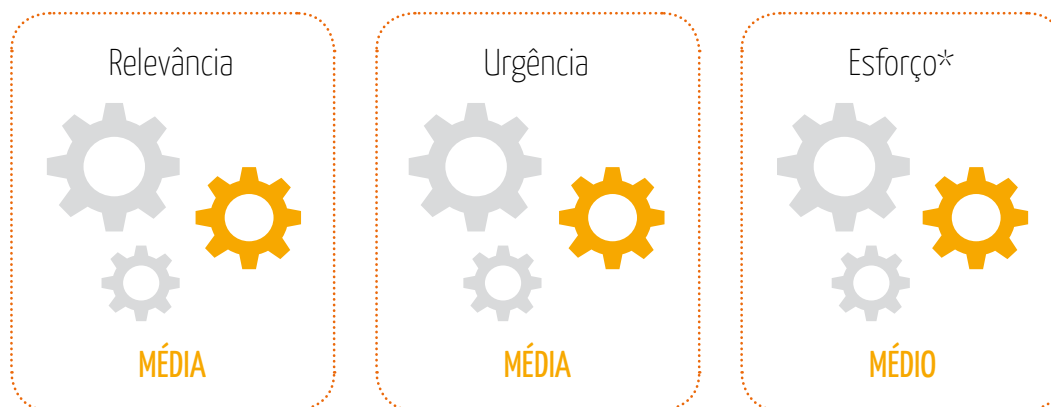 Relevância
Urgência
Esforço*
MÉDIA
MÉDIA
MÉDIO